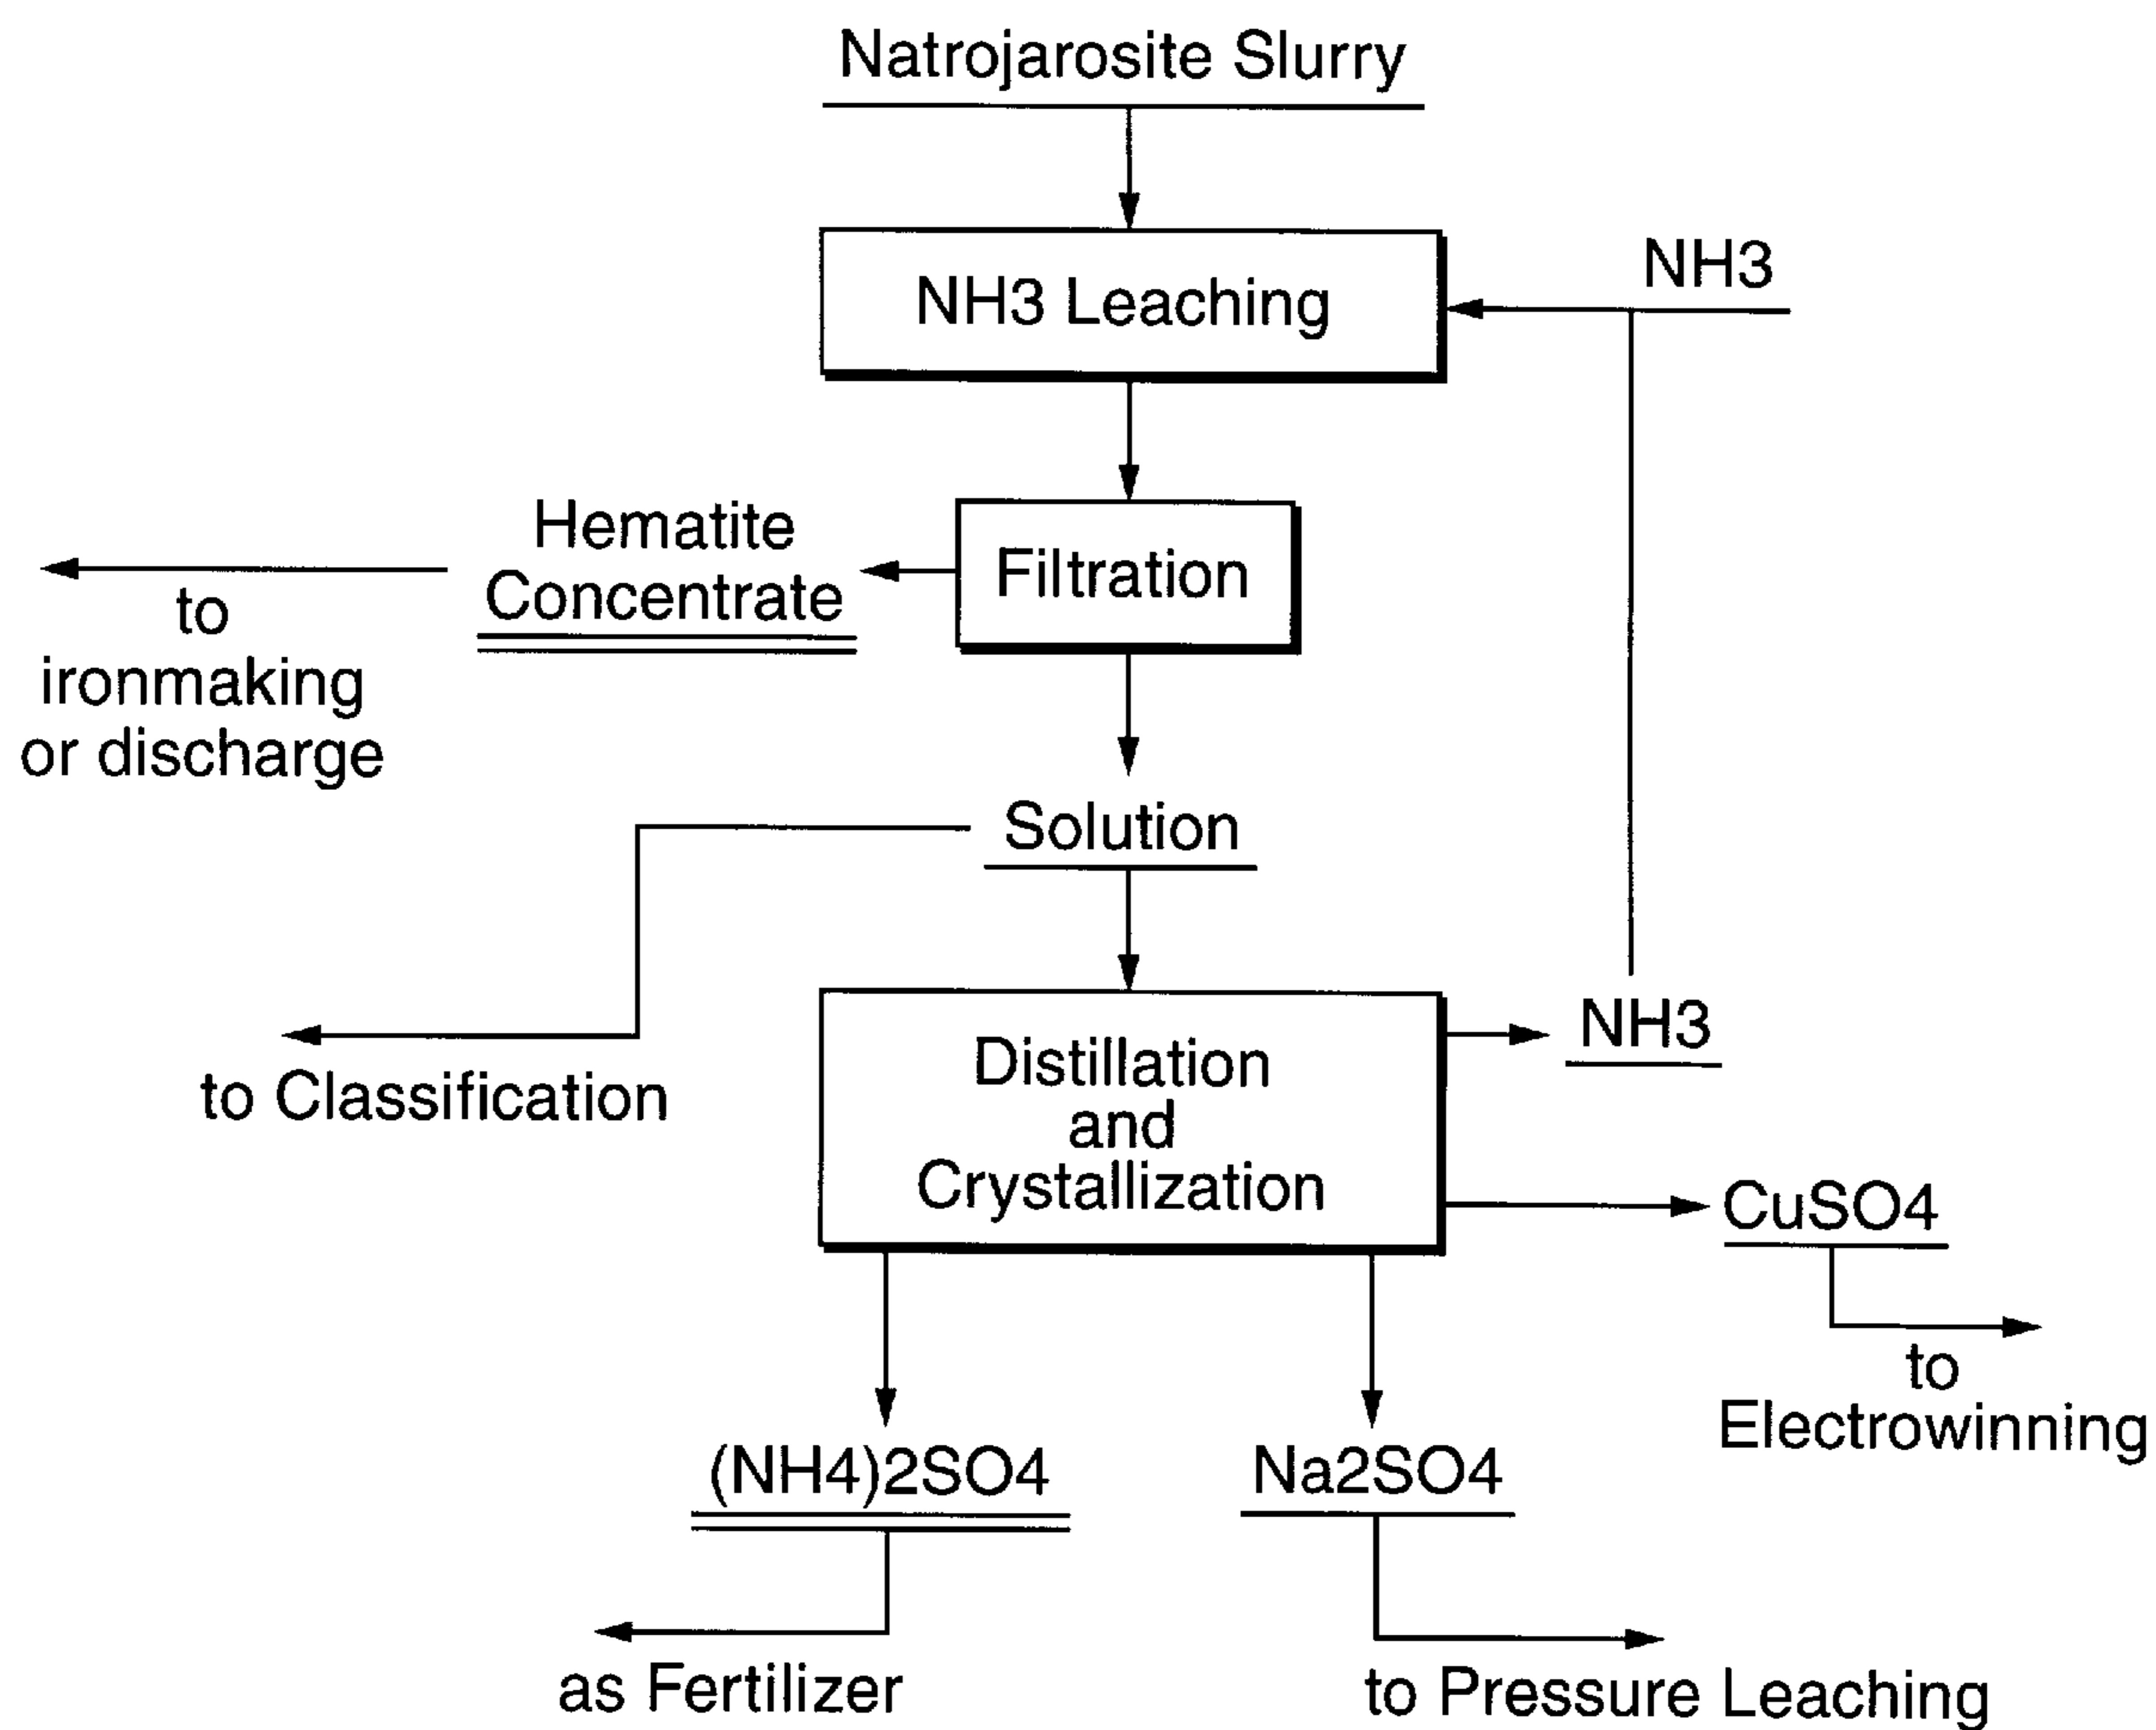 Natrojarosite Slurry
NH3 Leaching
NH3
Hematite
Concentrate
Filtration
to
ironmaking
or discharge
Solution
to Classification
Distillation
and
Crystallization
NH3
CuSO4
to
Electrowinning
(NH4)2SO4
Na2SO4
as Fertilizer
to Pressure Leaching